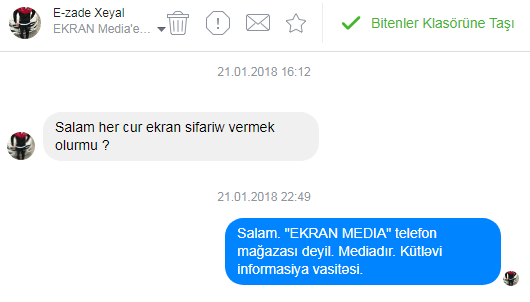 E-zade Xeyal
EKRAN Media'e...
Bitenler Klasörüne Taşı
21.01.2018 16:12
Salam her cur ekran sifariw vermek
olurmu ?
21.01.2018 22:49
Salam. "EKRAN MEDIA" telefon
mağazası deyil. Mediadır. Kütləvi
informasiya vasitəsi.